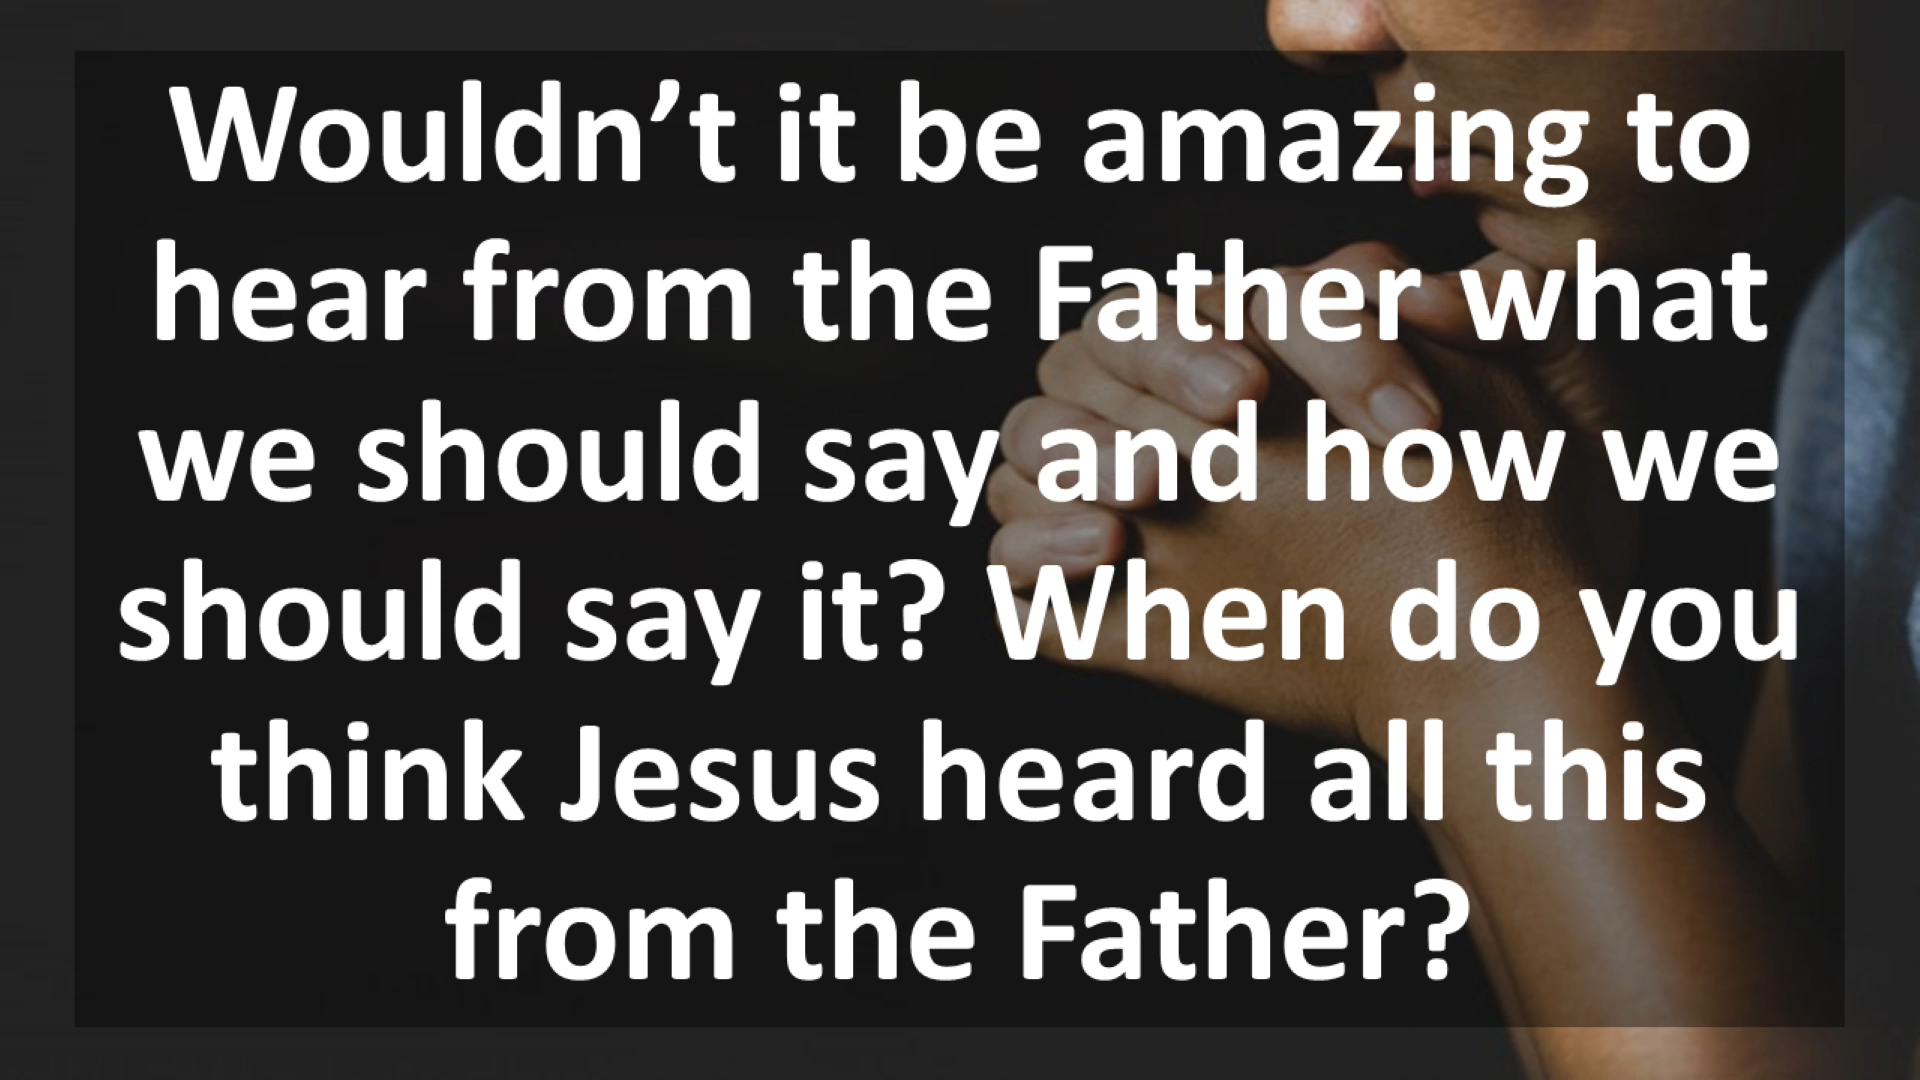 Wouldn’t it be amazing to
hear from the Father what
we should say and how we
should say it? When do you
think Jesus heard all this
from the Father?